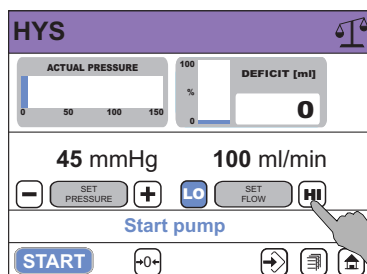 HYS
ACTUAL PRESSURE
0 50 100 150
100
%
0
DEFICIT [ml]
0
45 mmHg 100 ml/min
− SET PRESSURE + LO SET FLOW HI
Start pump
START →0←